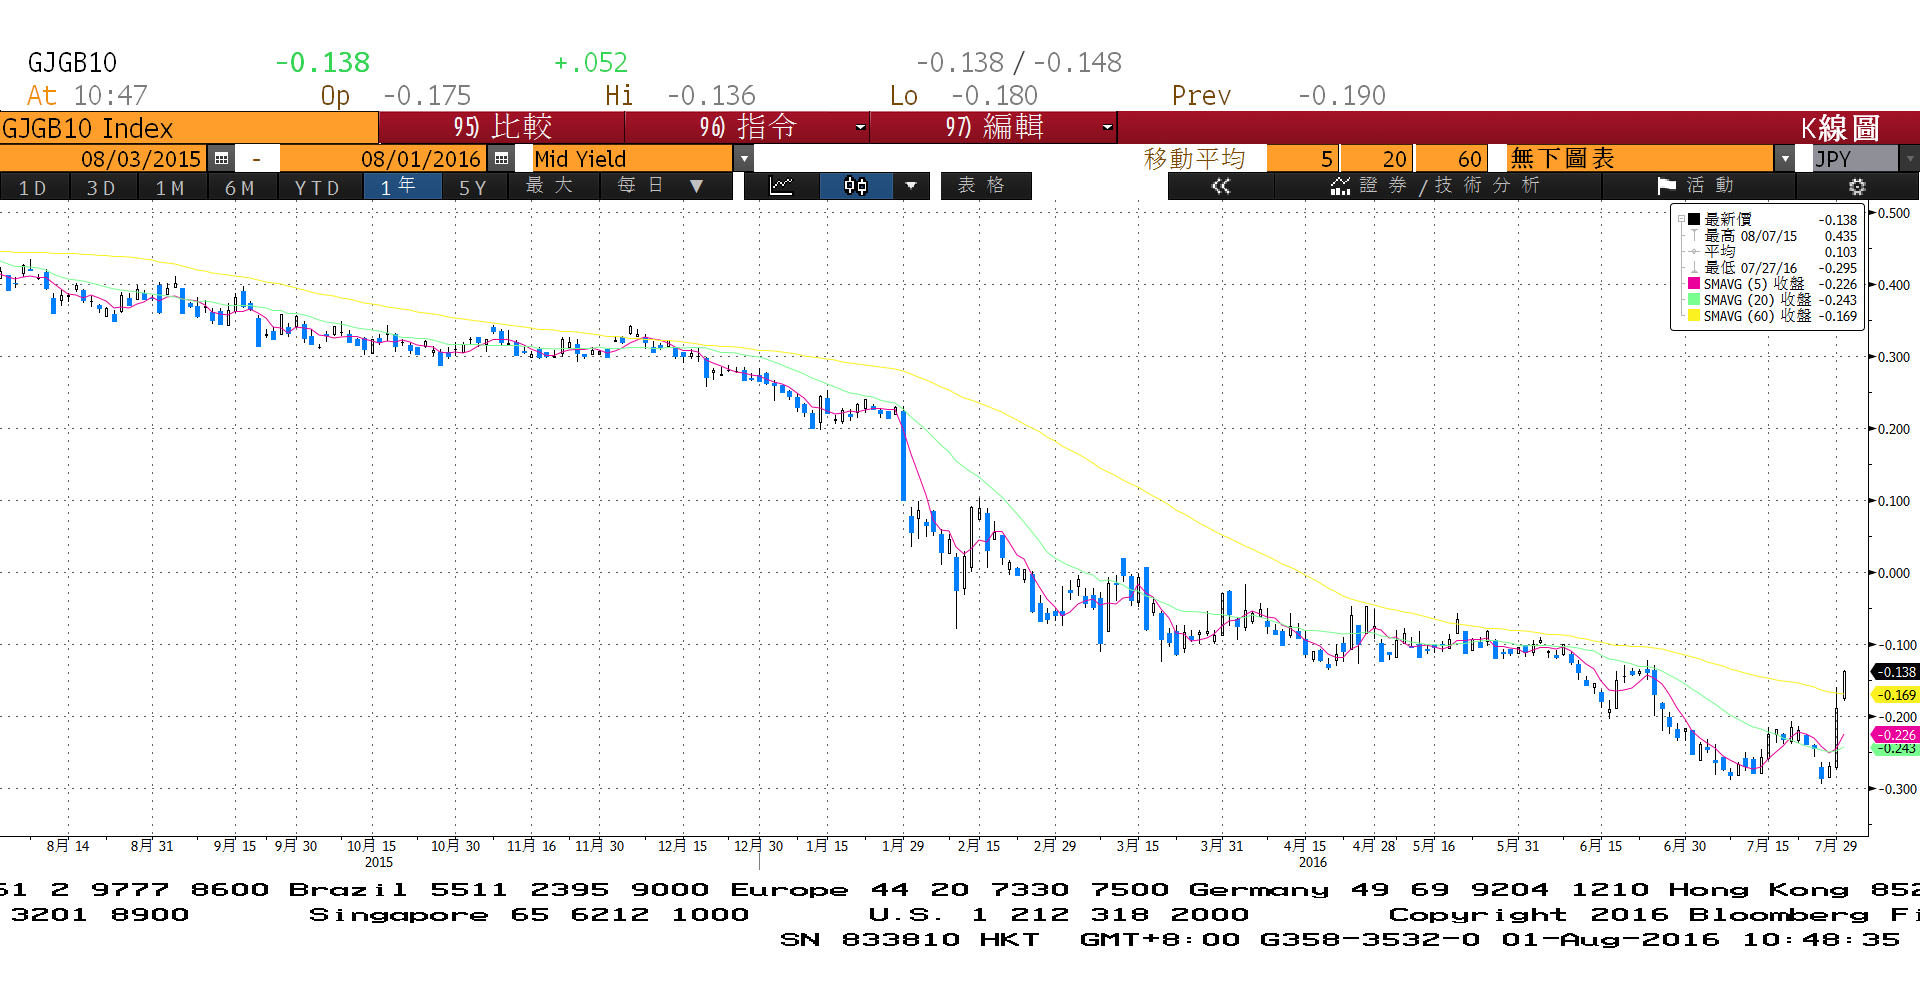 GJGB10 -0.138 +.052 -0.138 / -0.148
At 10:47 Op -0.175 Hi -0.136 Lo -0.180 Prev -0.190
GJGB10 Index 95) 比較 96) 指令 97) 編輯 K線圖
08/03/2015 - 08/01/2016 Mid Yield 移動平均 5 20 60 無下圖表 JPY
1D 3D 1M 6M YTD 1年 5Y 最大 每日 ▼ 表格 « 證券/技術分析 活動
最新價 -0.138
最高 08/07/15 0.435
平均 0.103
最低 07/27/16 -0.295
SMAVG (5) 收盤 -0.226
SMAVG (20) 收盤 -0.243
SMAVG (60) 收盤 -0.169
0.500
0.400
0.300
0.200
0.100
0.000
-0.100
-0.138
-0.169
-0.200
-0.226
-0.243
-0.300
8月 14 8月 31 9月 15 9月 30 10月 15 10月 30 11月 16 11月 30 12月 15 12月 30 1月 15 1月 29 2月 15 2月 29 3月 15 3月 31 4月 15 4月 28 5月 16 5月 31 6月 15 6月 30 7月 15 7月 29
2015 2016
61 2 9777 8600 Brazil 5511 2395 9000 Europe 44 20 7330 7500 Germany 49 69 9204 1210 Hong Kong 852
3201 8900 Singapore 65 6212 1000 U.S. 1 212 318 2000 Copyright 2016 Bloomberg Fi
SN 833810 HKT GMT+8:00 G358-3532-0 01-Aug-2016 10:48:35